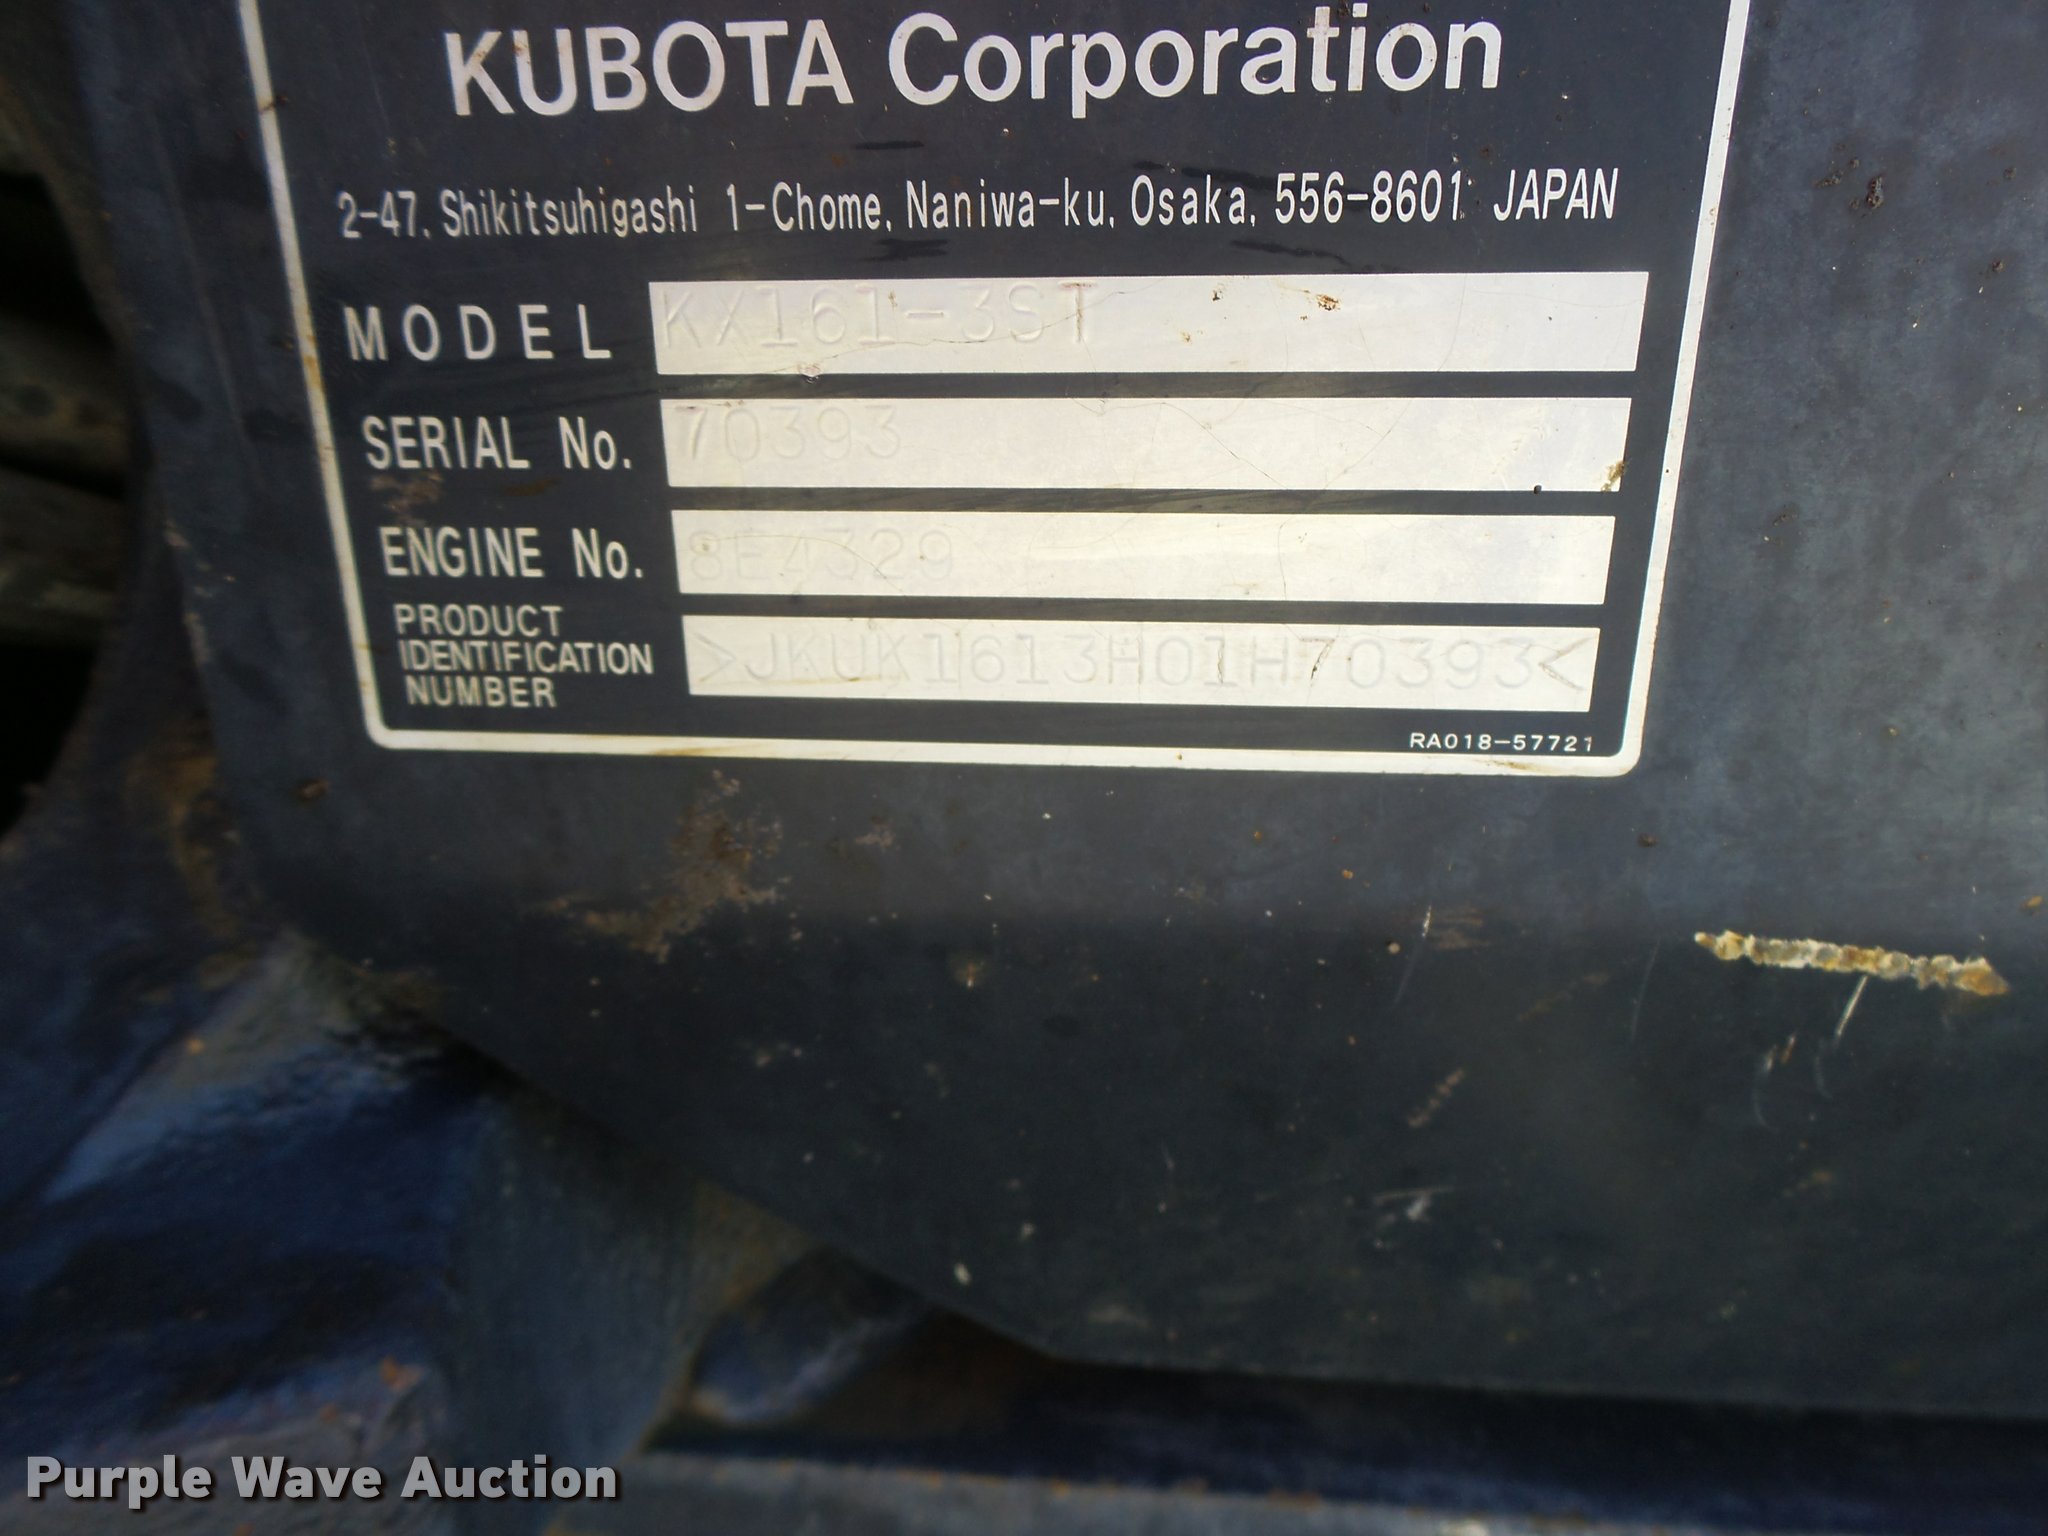 KUBOTA Corporation
2-47, Shikitsuhigashi 1-Chome, Naniwa-ku, Osaka, 556-8601 JAPAN
MODEL KX161-3ST
SERIAL No. 70393
ENGINE No. 8E4329
PRODUCT
IDENTIFICATION
NUMBER >JKUK1613H01H70393<
RA018-57721
Purple Wave Auction